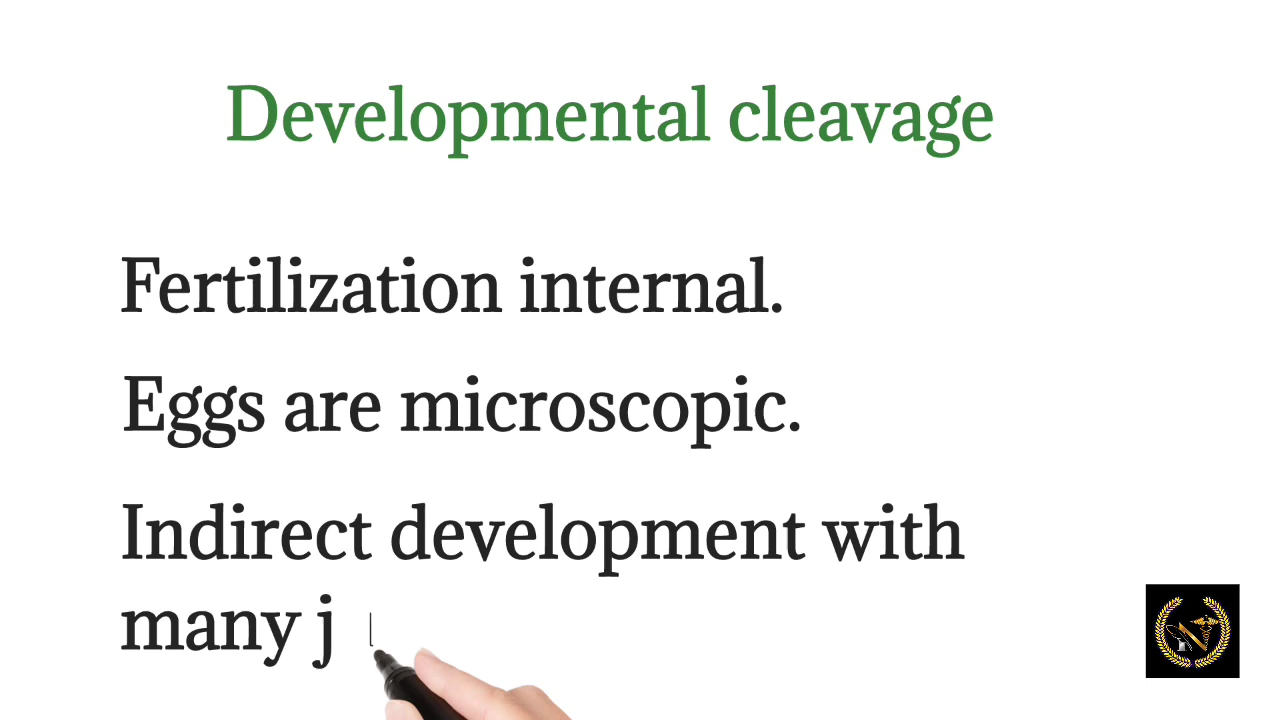 Developmental cleavage
Fertilization internal.
Eggs are microscopic.
Indirect development with
many j